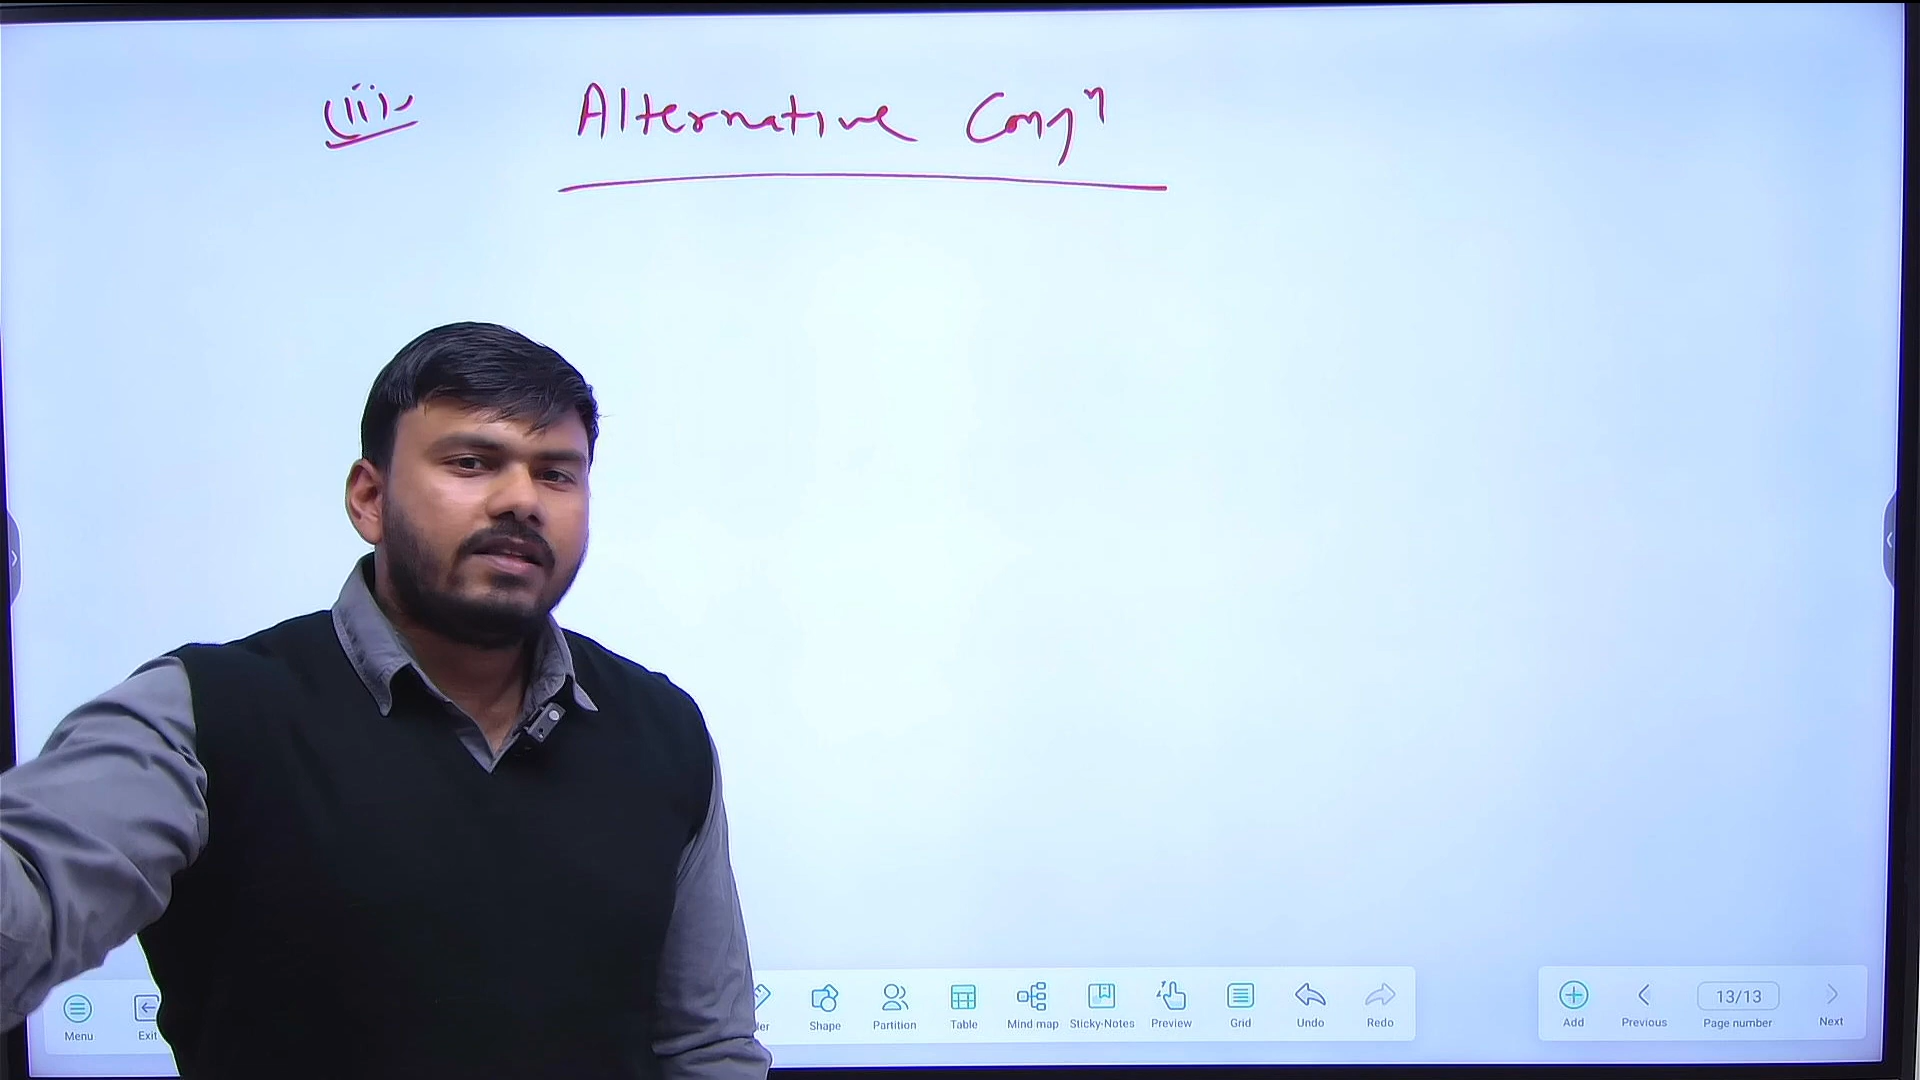 (iii) Alternative Conjⁿ
Menu Exit Shape Partition Table Mind map Sticky-Notes Preview Grid Undo Redo Add Previous 13/13 Page number Next